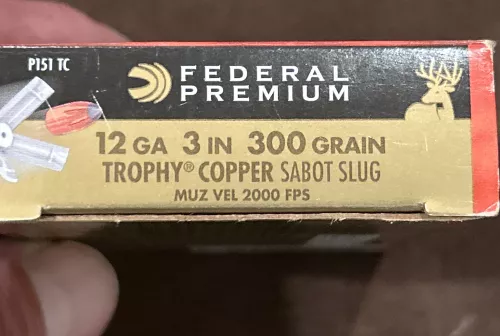 P151 TC
FEDERAL
PREMIUM
12 GA 3 IN 300 GRAIN
TROPHY® COPPER SABOT SLUG
MUZ VEL 2000 FPS